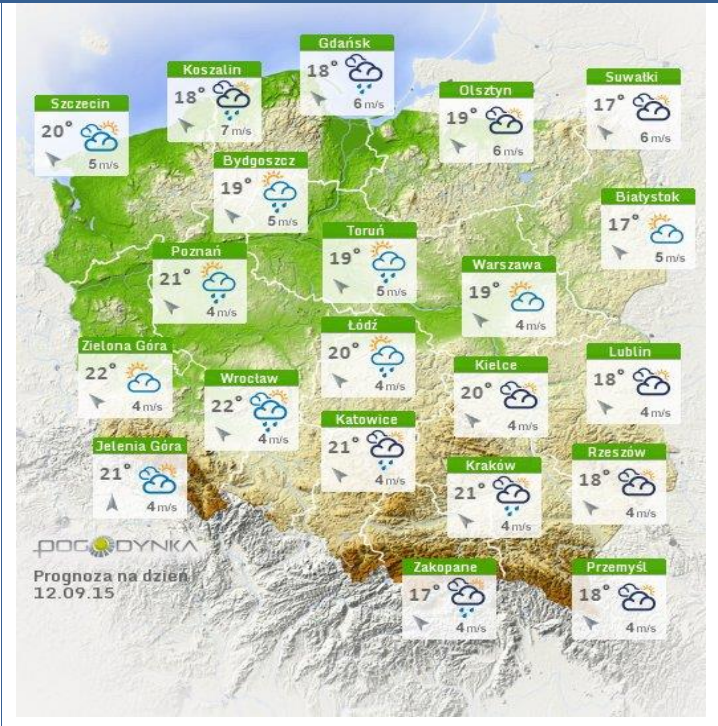 Gdańsk
18°
6 m/s
Koszalin
18°
7 m/s
Szczecin
20°
5 m/s
Olsztyn
19°
6 m/s
Suwałki
17°
6 m/s
Bydgoszcz
19°
5 m/s
Białystok
17°
5 m/s
Toruń
19°
5 m/s
Poznań
21°
4 m/s
Warszawa
19°
4 m/s
Łódź
20°
4 m/s
Zielona Góra
22°
4 m/s
Wrocław
22°
4 m/s
Kielce
20°
4 m/s
Lublin
18°
4 m/s
Katowice
21°
4 m/s
Jelenia Góra
21°
4 m/s
Kraków
21°
4 m/s
Rzeszów
18°
4 m/s
POGODYNKA
Prognoza na dzień
12.09.15
Zakopane
17°
4 m/s
Przemyśl
18°
4 m/s